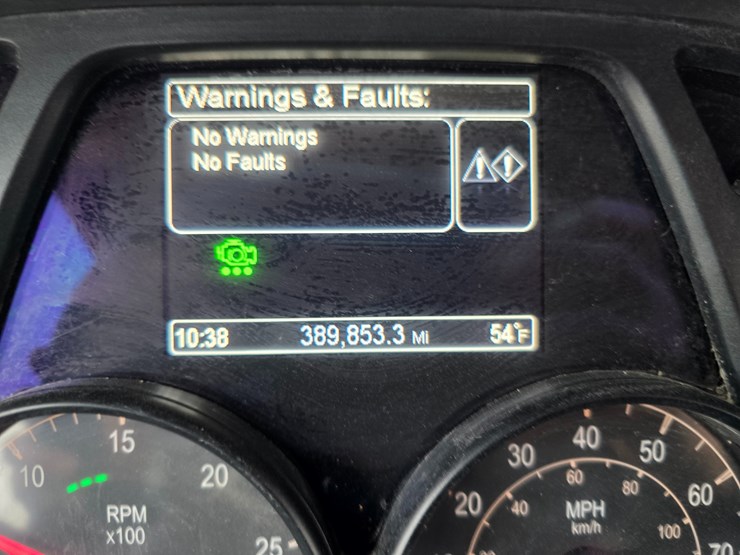 Warnings & Faults:
No Warnings
No Faults
10:38 389,853.3 Mi 54°F
10 15 20 25
RPM
x100
20 30 40 50 60 70
40 60 80 100
MPH
km/h